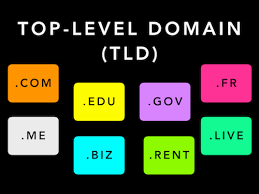 TOP-LEVEL DOMAIN
(TLD)
.COM
.EDU
.GOV
.FR
.ME
.BIZ
.RENT
.LIVE